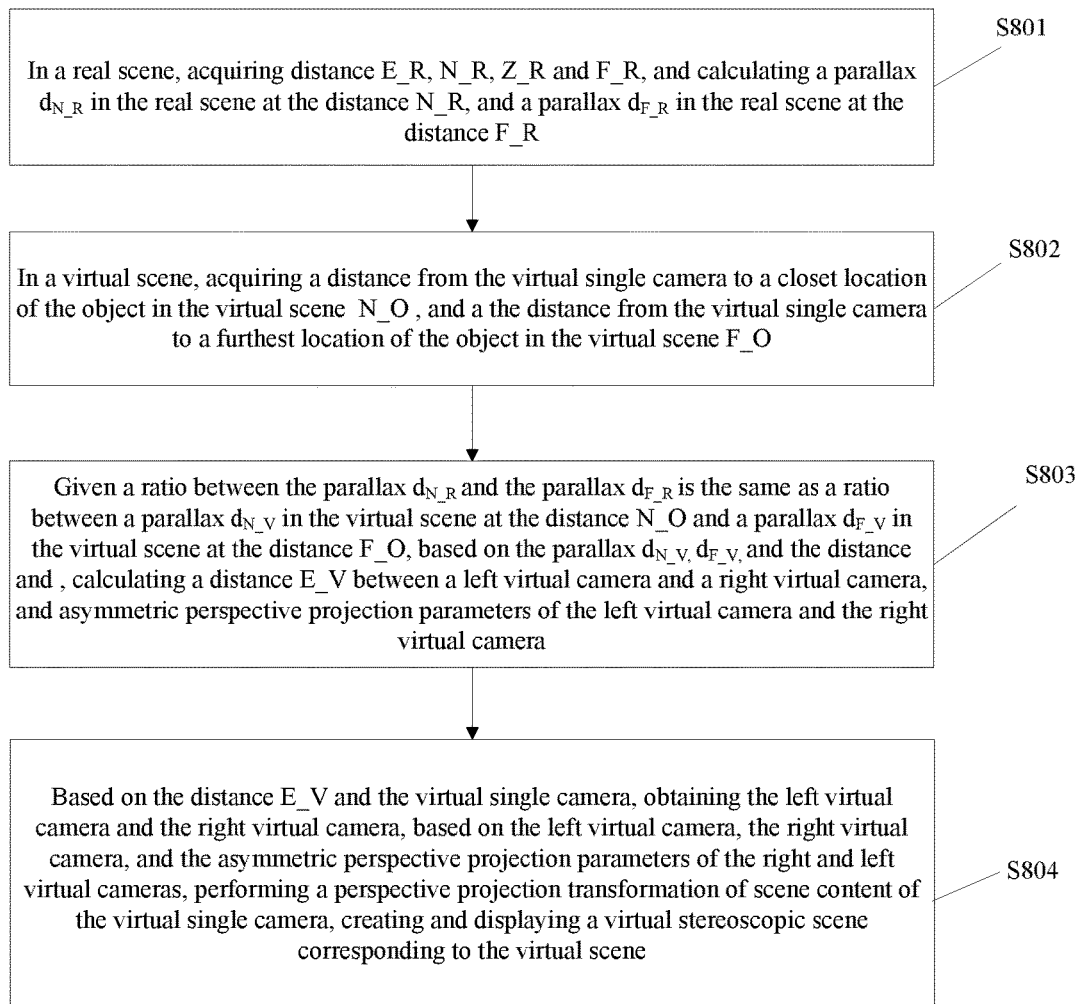 S801
In a real scene, acquiring distance E_R, N_R, Z_R and F_R, and calculating a parallax
d_{N_R} in the real scene at the distance N_R, and a parallax d_{F_R} in the real scene at the
distance F_R
S802
In a virtual scene, acquiring a distance from the virtual single camera to a closet location
of the object in the virtual scene N_O , and a the distance from the virtual single camera
to a furthest location of the object in the virtual scene F_O
S803
Given a ratio between the parallax d_{N_R} and the parallax d_{F_R} is the same as a ratio
between a parallax d_{N_V} in the virtual scene at the distance N_O and a parallax d_{F_V} in
the virtual scene at the distance F_O, based on the parallax d_{N_V,} d_{F_V,} and the distance
and , calculating a distance E_V between a left virtual camera and a right virtual camera,
and asymmetric perspective projection parameters of the left virtual camera and the right
virtual camera
Based on the distance E_V and the virtual single camera, obtaining the left virtual
camera and the right virtual camera, based on the left virtual camera, the right virtual
camera, and the asymmetric perspective projection parameters of the right and left
virtual cameras, performing a perspective projection transformation of scene content of
the virtual single camera, creating and displaying a virtual stereoscopic scene
corresponding to the virtual scene
S804